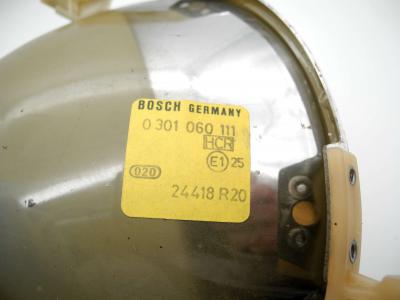 BOSCH GERMANY
0 301 060 111
HCR
E1 25
020
24418 R20